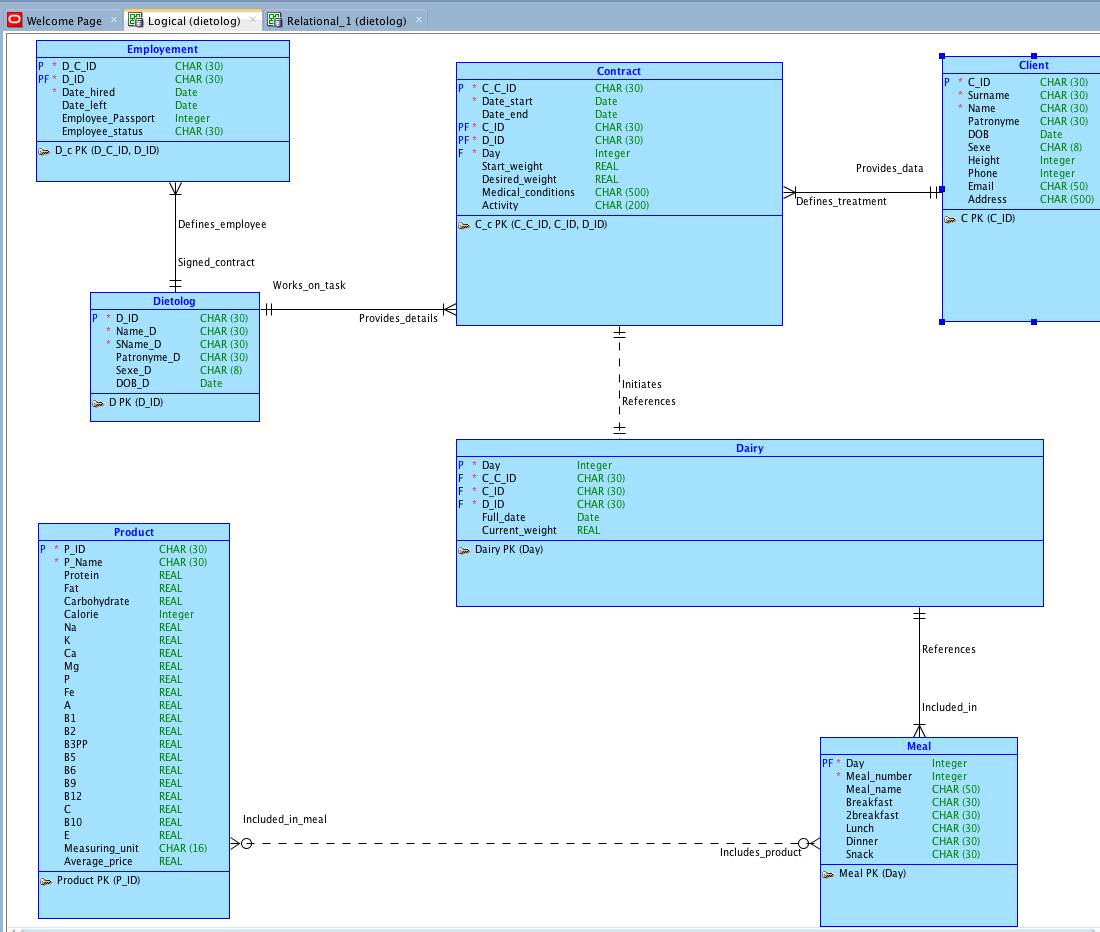 Welcome Page
Logical (dietolog)
Relational_1 (dietolog)
Employement
P * D_C_ID CHAR (30)
PF * D_ID CHAR (30)
* Date_hired Date
Date_left Date
Employee_Passport Integer
Employee_status CHAR (30)
D_c PK (D_C_ID, D_ID)
Contract
P * C_C_ID CHAR (30)
* Date_start Date
Date_end Date
PF * C_ID CHAR (30)
PF * D_ID CHAR (30)
F * Day Integer
Start_weight REAL
Desired_weight REAL
Medical_conditions CHAR (500)
Activity CHAR (200)
C_c PK (C_C_ID, C_ID, D_ID)
Client
P * C_ID CHAR (30)
* Surname CHAR (30)
* Name CHAR (30)
Patronyme CHAR (30)
DOB Date
Sexe CHAR (8)
Height Integer
Phone Integer
Email CHAR (50)
Address CHAR (500)
C PK (C_ID)
Provides_data
Defines_treatment
Defines_employee
Signed_contract
Works_on_task
Provides_details
Dietolog
P * D_ID CHAR (30)
* Name_D CHAR (30)
* SName_D CHAR (30)
Patronyme_D CHAR (30)
Sexe_D CHAR (8)
DOB_D Date
D PK (D_ID)
Initiates
References
Dairy
P * Day Integer
F * C_C_ID CHAR (30)
F * C_ID CHAR (30)
F * D_ID CHAR (30)
Full_date Date
Current_weight REAL
Dairy PK (Day)
Product
P * P_ID CHAR (30)
* P_Name CHAR (30)
Protein REAL
Fat REAL
Carbohydrate REAL
Calorie Integer
Na REAL
K REAL
Ca REAL
Mg REAL
P REAL
Fe REAL
A REAL
B1 REAL
B2 REAL
B3PP REAL
B5 REAL
B6 REAL
B9 REAL
B12 REAL
C REAL
B10 REAL
E REAL
Measuring_unit CHAR (16)
Average_price REAL
Product PK (P_ID)
References
Included_in
Meal
PF * Day Integer
* Meal_number Integer
Meal_name CHAR (50)
Breakfast CHAR (30)
2breakfast CHAR (30)
Lunch CHAR (30)
Dinner CHAR (30)
Snack CHAR (30)
Meal PK (Day)
Included_in_meal
Includes_product